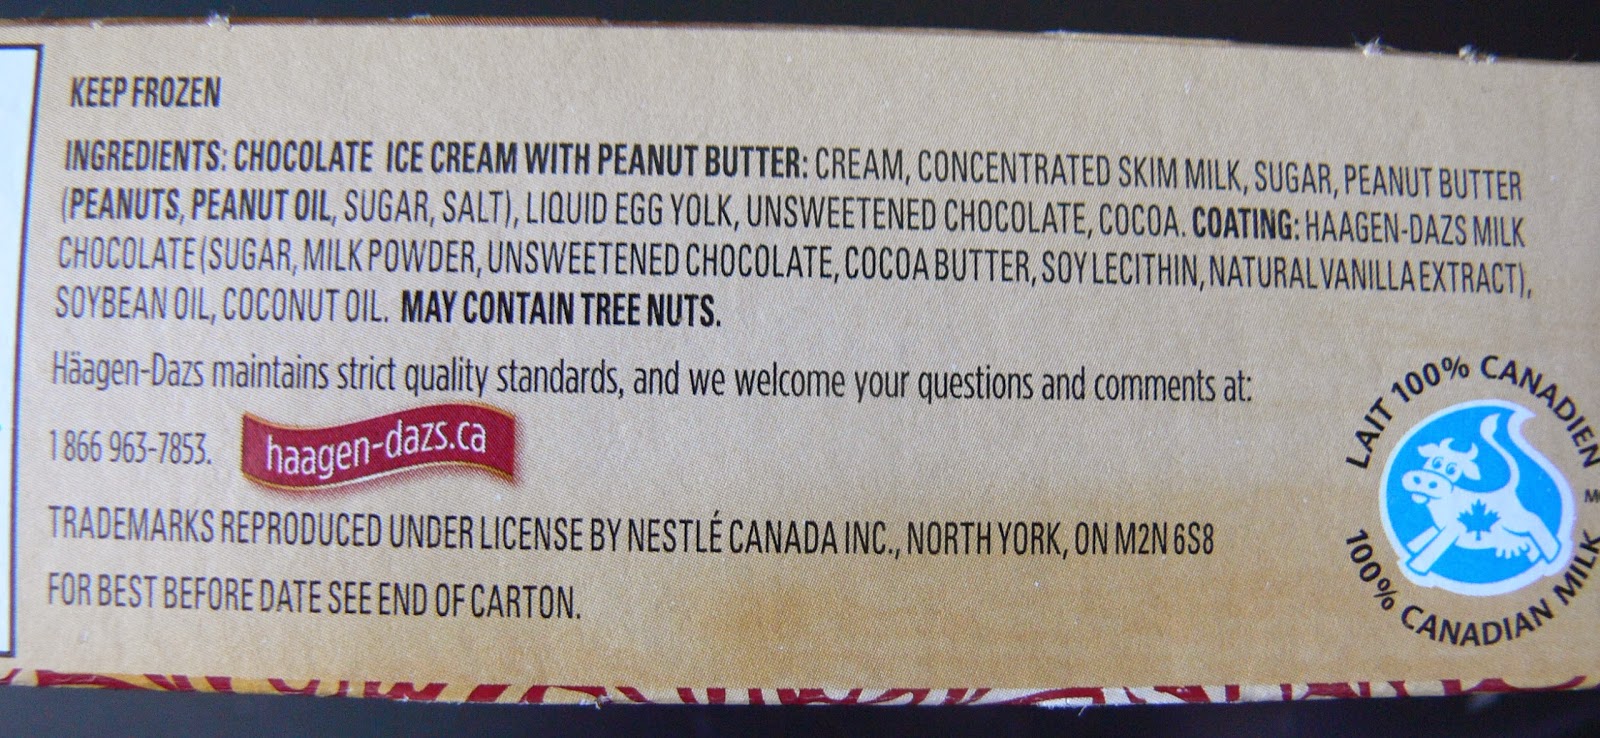 KEEP FROZEN
INGREDIENTS: CHOCOLATE ICE CREAM WITH PEANUT BUTTER: CREAM, CONCENTRATED SKIM MILK, SUGAR, PEANUT BUTTER
(PEANUTS, PEANUT OIL, SUGAR, SALT), LIQUID EGG YOLK, UNSWEETENED CHOCOLATE, COCOA. COATING: HAAGEN-DAZS MILK
CHOCOLATE (SUGAR, MILK POWDER, UNSWEETENED CHOCOLATE, COCOA BUTTER, SOY LECITHIN, NATURAL VANILLA EXTRACT),
SOYBEAN OIL, COCONUT OIL. MAY CONTAIN TREE NUTS.
Häagen-Dazs maintains strict quality standards, and we welcome your questions and comments at:
1 866 963-7853. haagen-dazs.ca
TRADEMARKS REPRODUCED UNDER LICENSE BY NESTLÉ CANADA INC., NORTH YORK, ON M2N 6S8
FOR BEST BEFORE DATE SEE END OF CARTON.
LAIT 100% CANADIEN
100% CANADIAN MILK